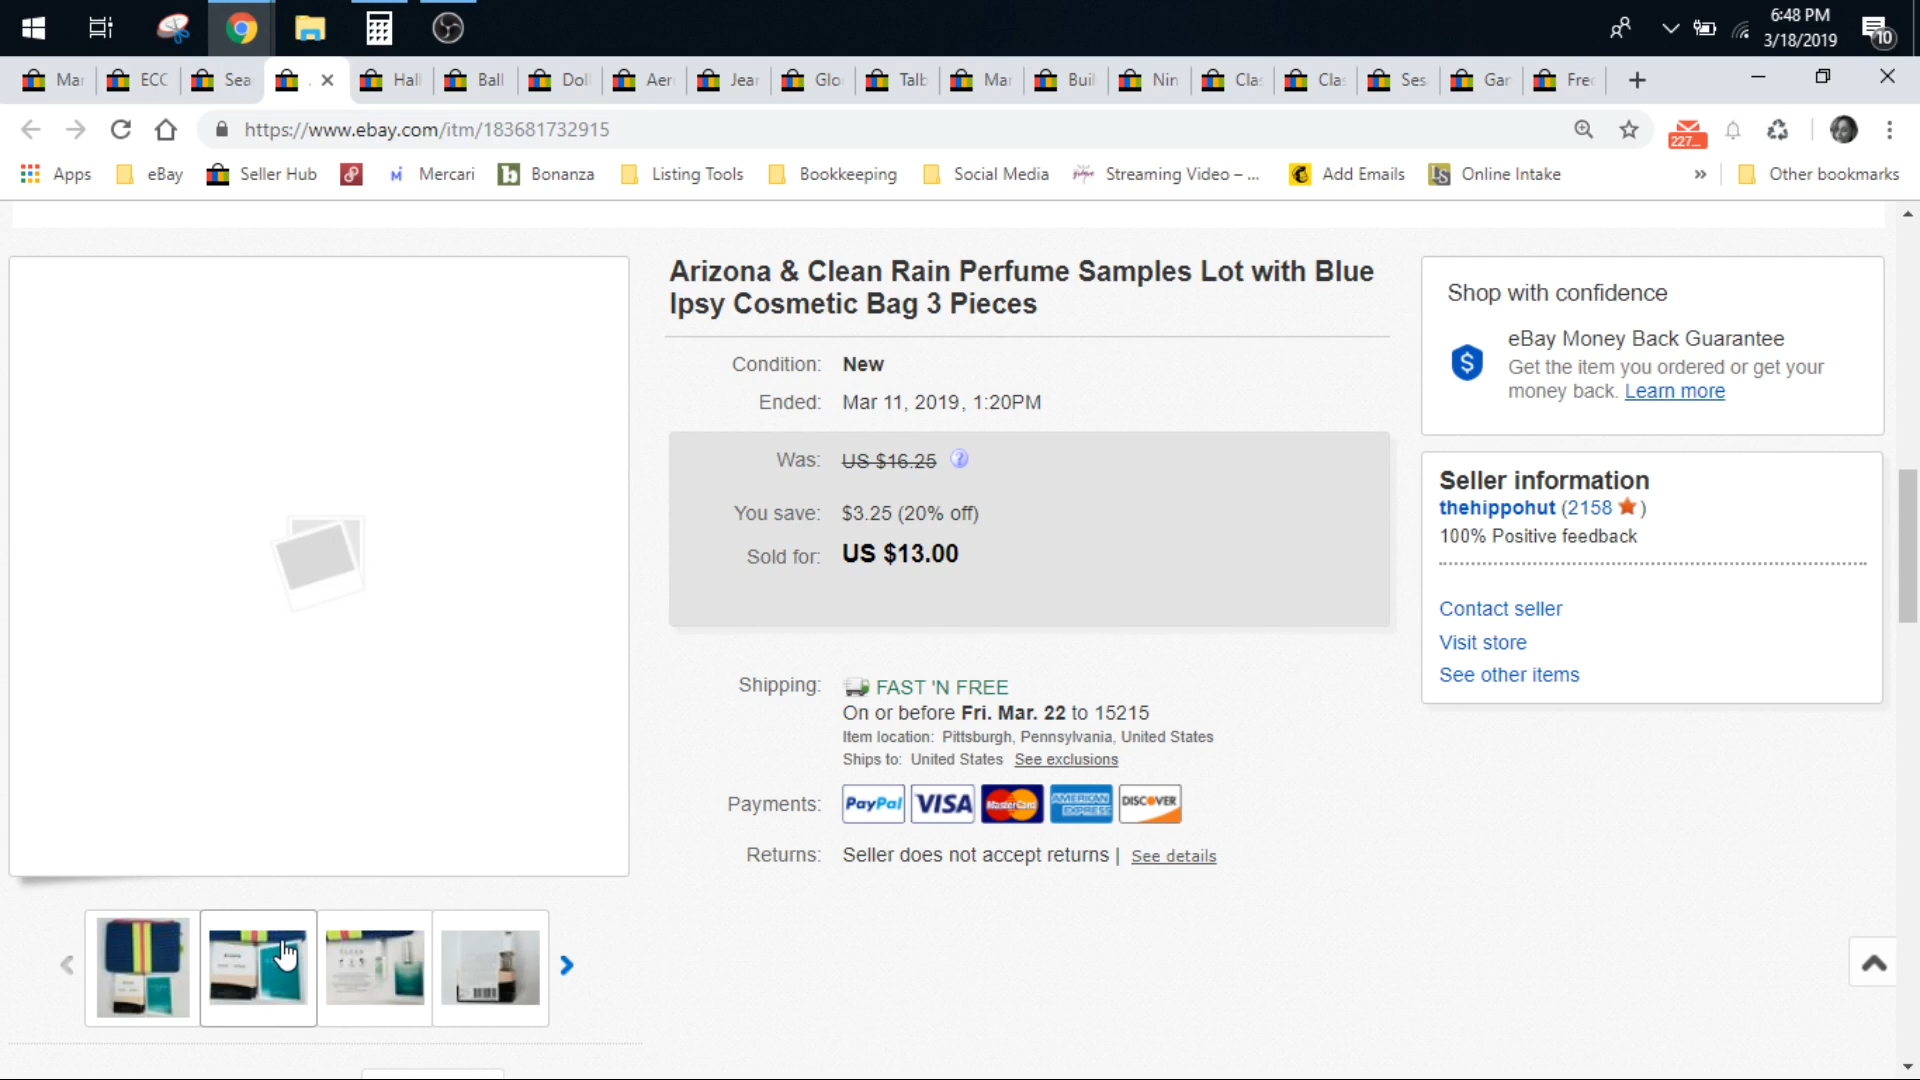 6:48 PM
3/18/2019
10
Mar
ECC
Sea
.
Hall
Ball
Doll
Aer
Jear
Glo
Talb
Mar
Buil
Nin
Cla
Cla
Ses
Gar
Fre
https://www.ebay.com/itm/183681732915
227...
Apps
eBay
Seller Hub
Mercari
Bonanza
Listing Tools
Bookkeeping
Social Media
Streaming Video – ...
Add Emails
Online Intake
»
Other bookmarks
Arizona & Clean Rain Perfume Samples Lot with Blue
Ipsy Cosmetic Bag 3 Pieces
Condition: New
Ended: Mar 11, 2019, 1:20PM
Was: US $16.25
You save: $3.25 (20% off)
Sold for: US $13.00
Shipping: FAST 'N FREE
On or before Fri. Mar. 22 to 15215
Item location: Pittsburgh, Pennsylvania, United States
Ships to: United States See exclusions
Payments: PayPal VISA MasterCard AMERICAN EXPRESS DISCOVER
Returns: Seller does not accept returns | See details
Shop with confidence
eBay Money Back Guarantee
Get the item you ordered or get your
money back. Learn more
Seller information
thehippohut (2158 )
100% Positive feedback
Contact seller
Visit store
See other items